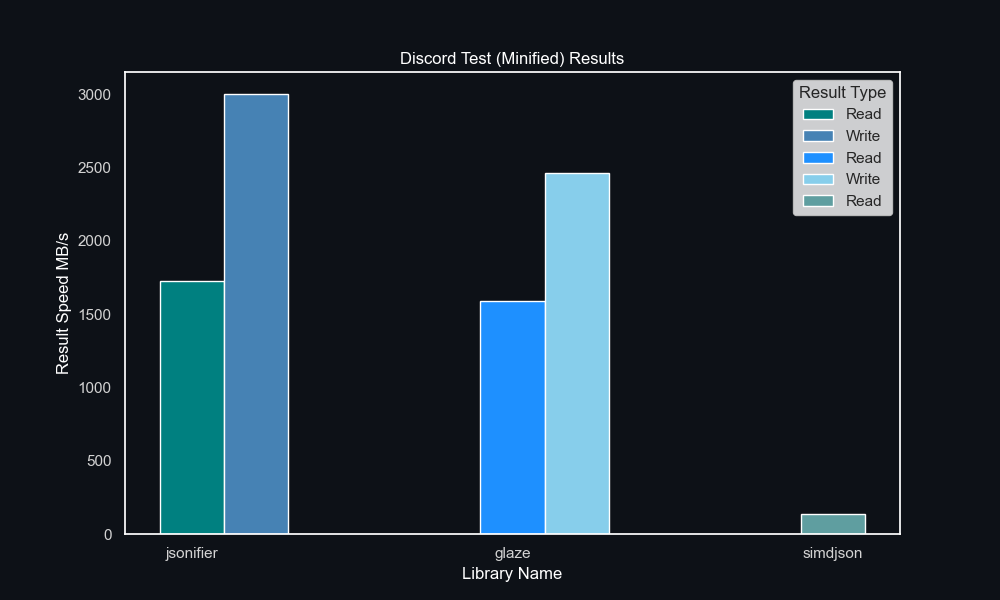 Discord Test (Minified) Results
Result Speed MB/s
3000
2500
2000
1500
1000
500
0
Result Type
Read
Write
Read
Write
Read
jsonifier
glaze
simdjson
Library Name